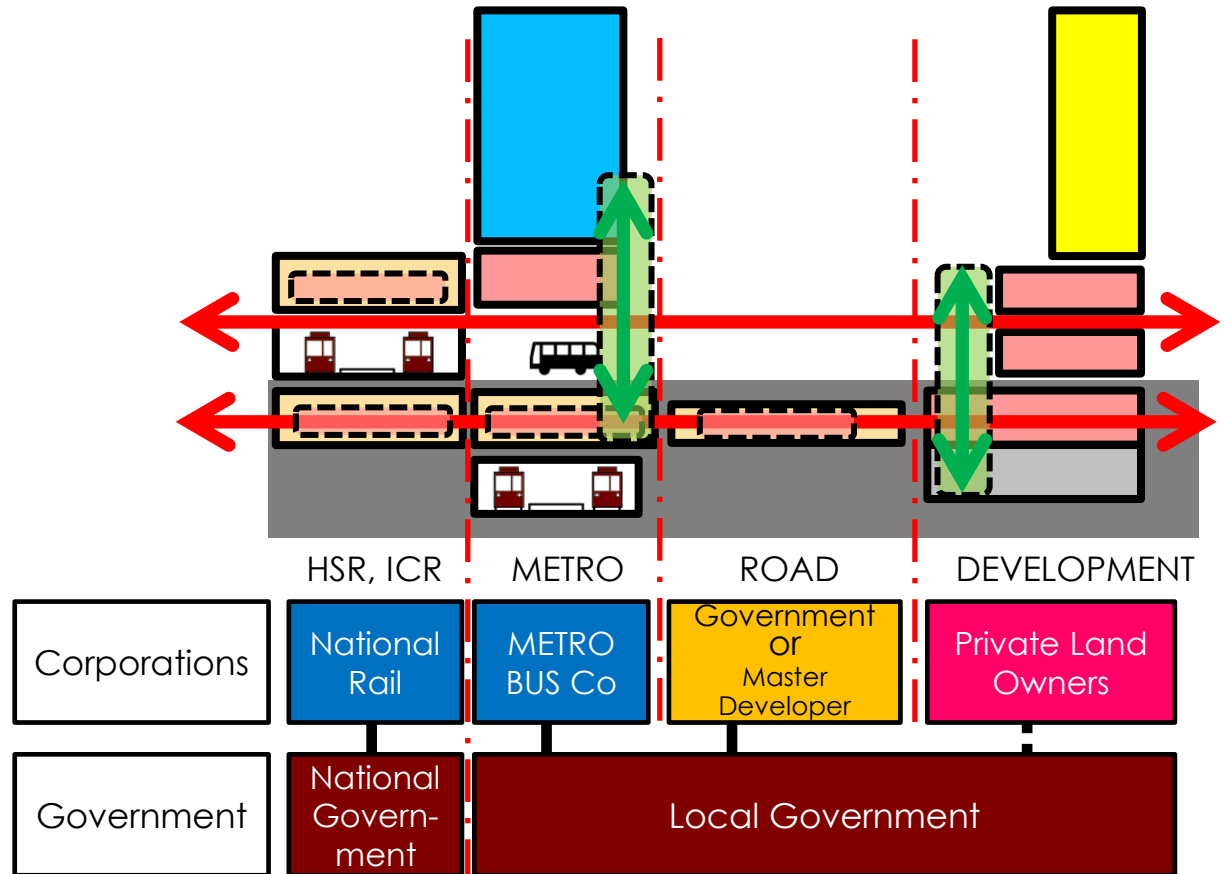 HSR, ICR
METRO
ROAD
DEVELOPMENT
Corporations
National
Rail
METRO
BUS Co
Government
or
Master
Developer
Private Land
Owners
Government
National
Govern-
ment
Local Government